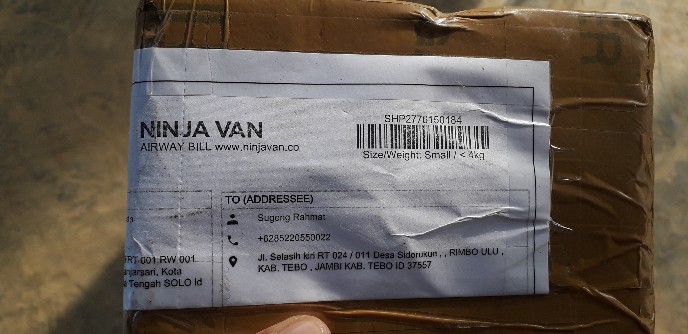 NINJA VAN
AIRWAY BILL www.ninjavan.co
SHP2776150184
Size/Weight: Small / < 4kg
TO (ADDRESSEE)
Sugeng Rahmat
+6285220550022
Jl. Selasih kiri RT 024 / 011 Desa Sidorukun , , RIMBO ULU ,
KAB. TEBO , JAMBI KAB. TEBO ID 37557
RT 001 RW 001
njarsari, Kota
Tengah SOLO Id